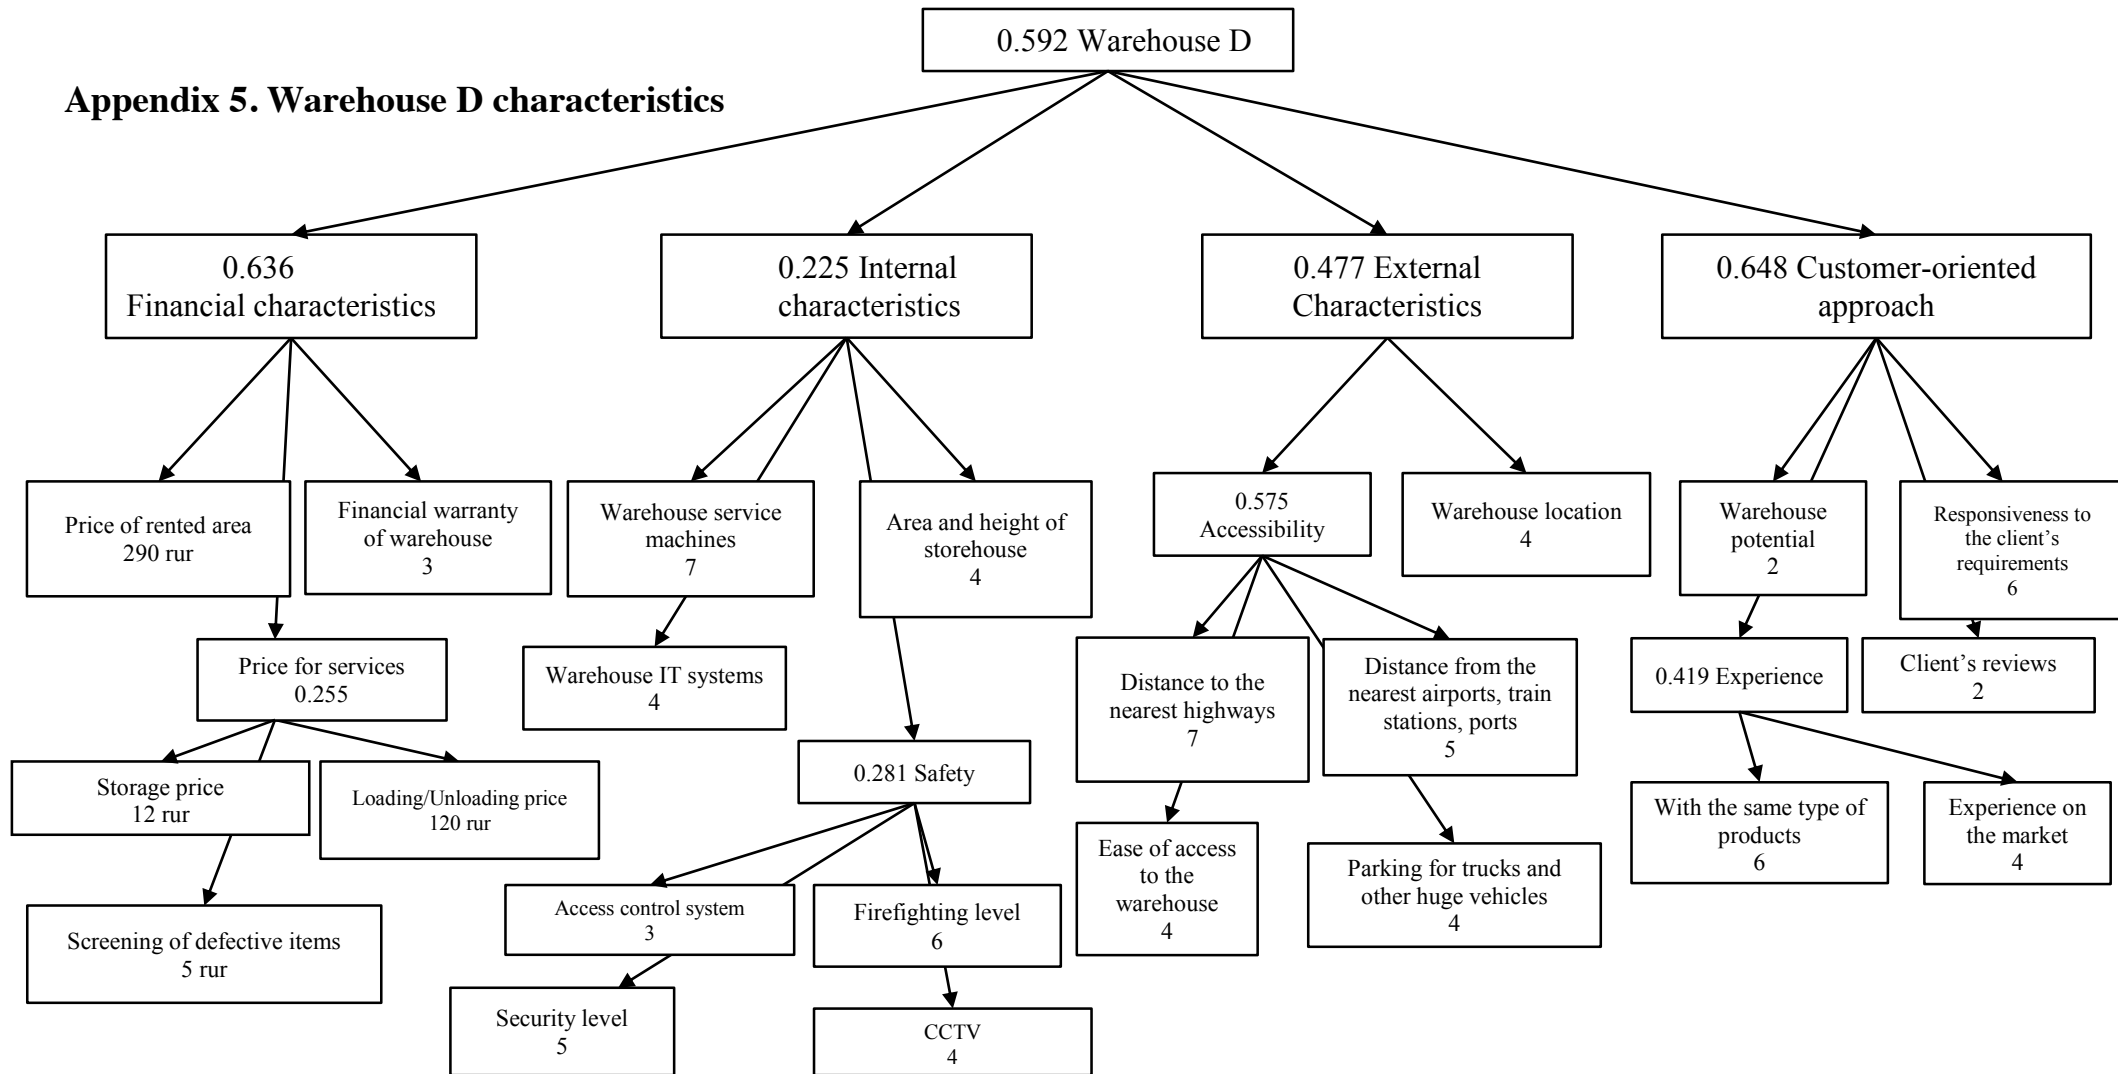 0.592 Warehouse D
Appendix 5. Warehouse D characteristics
0.636
Financial characteristics
0.225 Internal
characteristics
0.477 External
Characteristics
0.648 Customer-oriented
approach
Price of rented area
290 rur
Financial warranty
of warehouse
3
Warehouse service
machines
7
Area and height of
storehouse
4
0.575
Accessibility
Warehouse location
4
Warehouse
potential
2
Responsiveness to
the client’s
requirements
6
Price for services
0.255
Warehouse IT systems
4
Distance to the
nearest highways
7
Distance from the
nearest airports, train
stations, ports
5
0.419 Experience
Client’s reviews
2
Storage price
12 rur
Loading/Unloading price
120 rur
0.281 Safety
With the same type of
products
6
Experience on
the market
4
Screening of defective items
5 rur
Access control system
3
Firefighting level
6
Ease of access
to the
warehouse
4
Parking for trucks and
other huge vehicles
4
Security level
5
CCTV
4